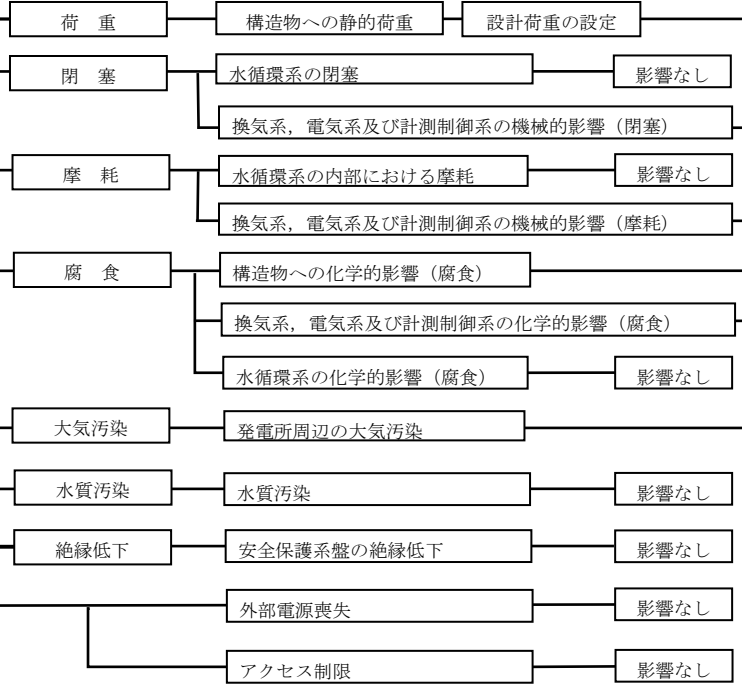 荷　重　構造物への静的荷重　設計荷重の設定
閉　塞　水循環系の閉塞　影響なし
換気系，電気系及び計測制御系の機械的影響（閉塞）
摩　耗　水循環系の内部における摩耗　影響なし
換気系，電気系及び計測制御系の機械的影響（摩耗）
腐　食　構造物への化学的影響（腐食）
換気系，電気系及び計測制御系の化学的影響（腐食）
水循環系の化学的影響（腐食）　影響なし
大気汚染　発電所周辺の大気汚染
水質汚染　水質汚染　影響なし
絶縁低下　安全保護系盤の絶縁低下　影響なし
外部電源喪失　影響なし
アクセス制限　影響なし